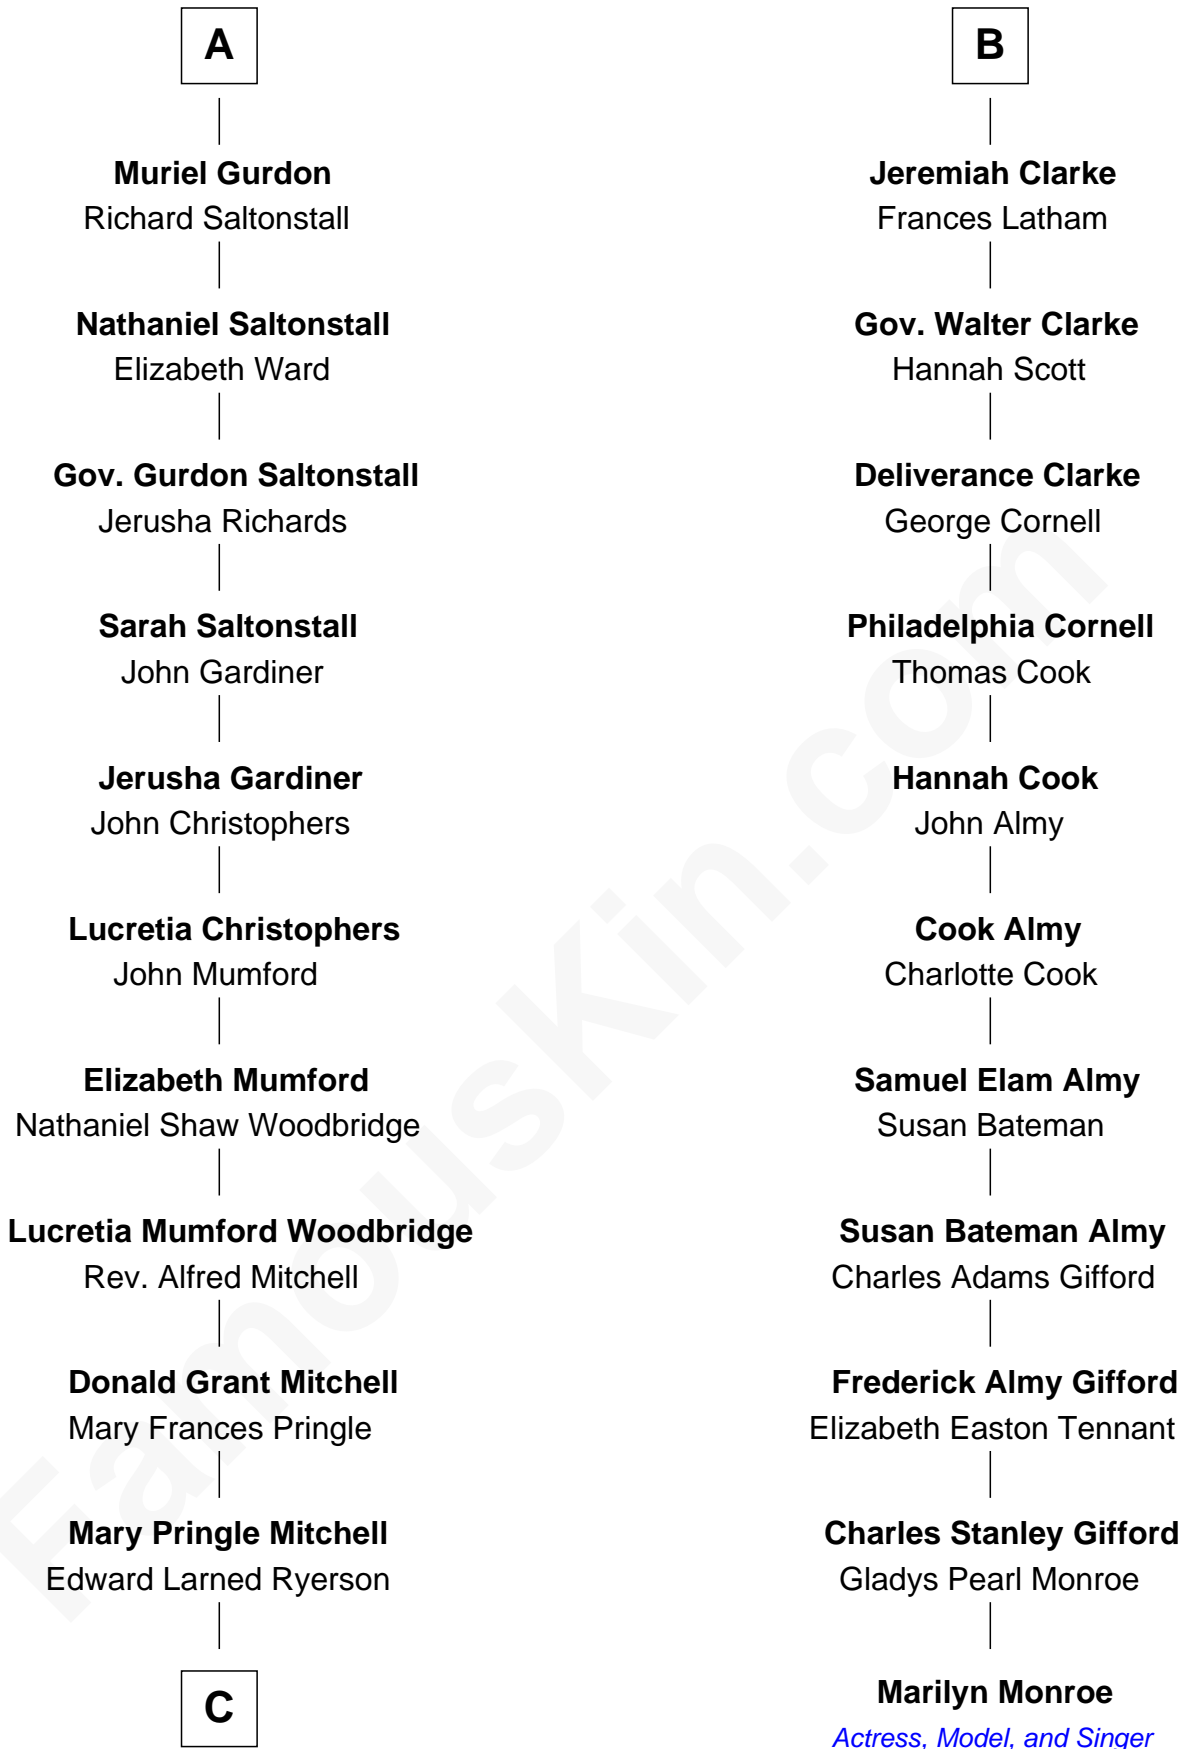 A
Muriel Gurdon
Richard Saltonstall
Nathaniel Saltonstall
Elizabeth Ward
Gov. Gurdon Saltonstall
Jerusha Richards
Sarah Saltonstall
John Gardiner
Jerusha Gardiner
John Christophers
Lucretia Christophers
John Mumford
Elizabeth Mumford
Nathaniel Shaw Woodbridge
Lucretia Mumford Woodbridge
Rev. Alfred Mitchell
Donald Grant Mitchell
Mary Frances Pringle
Mary Pringle Mitchell
Edward Larned Ryerson
C
B
Jeremiah Clarke
Frances Latham
Gov. Walter Clarke
Hannah Scott
Deliverance Clarke
George Cornell
Philadelphia Cornell
Thomas Cook
Hannah Cook
John Almy
Cook Almy
Charlotte Cook
Samuel Elam Almy
Susan Bateman
Susan Bateman Almy
Charles Adams Gifford
Frederick Almy Gifford
Elizabeth Easton Tennant
Charles Stanley Gifford
Gladys Pearl Monroe
Marilyn Monroe
Actress, Model, and Singer
FamousKin.com